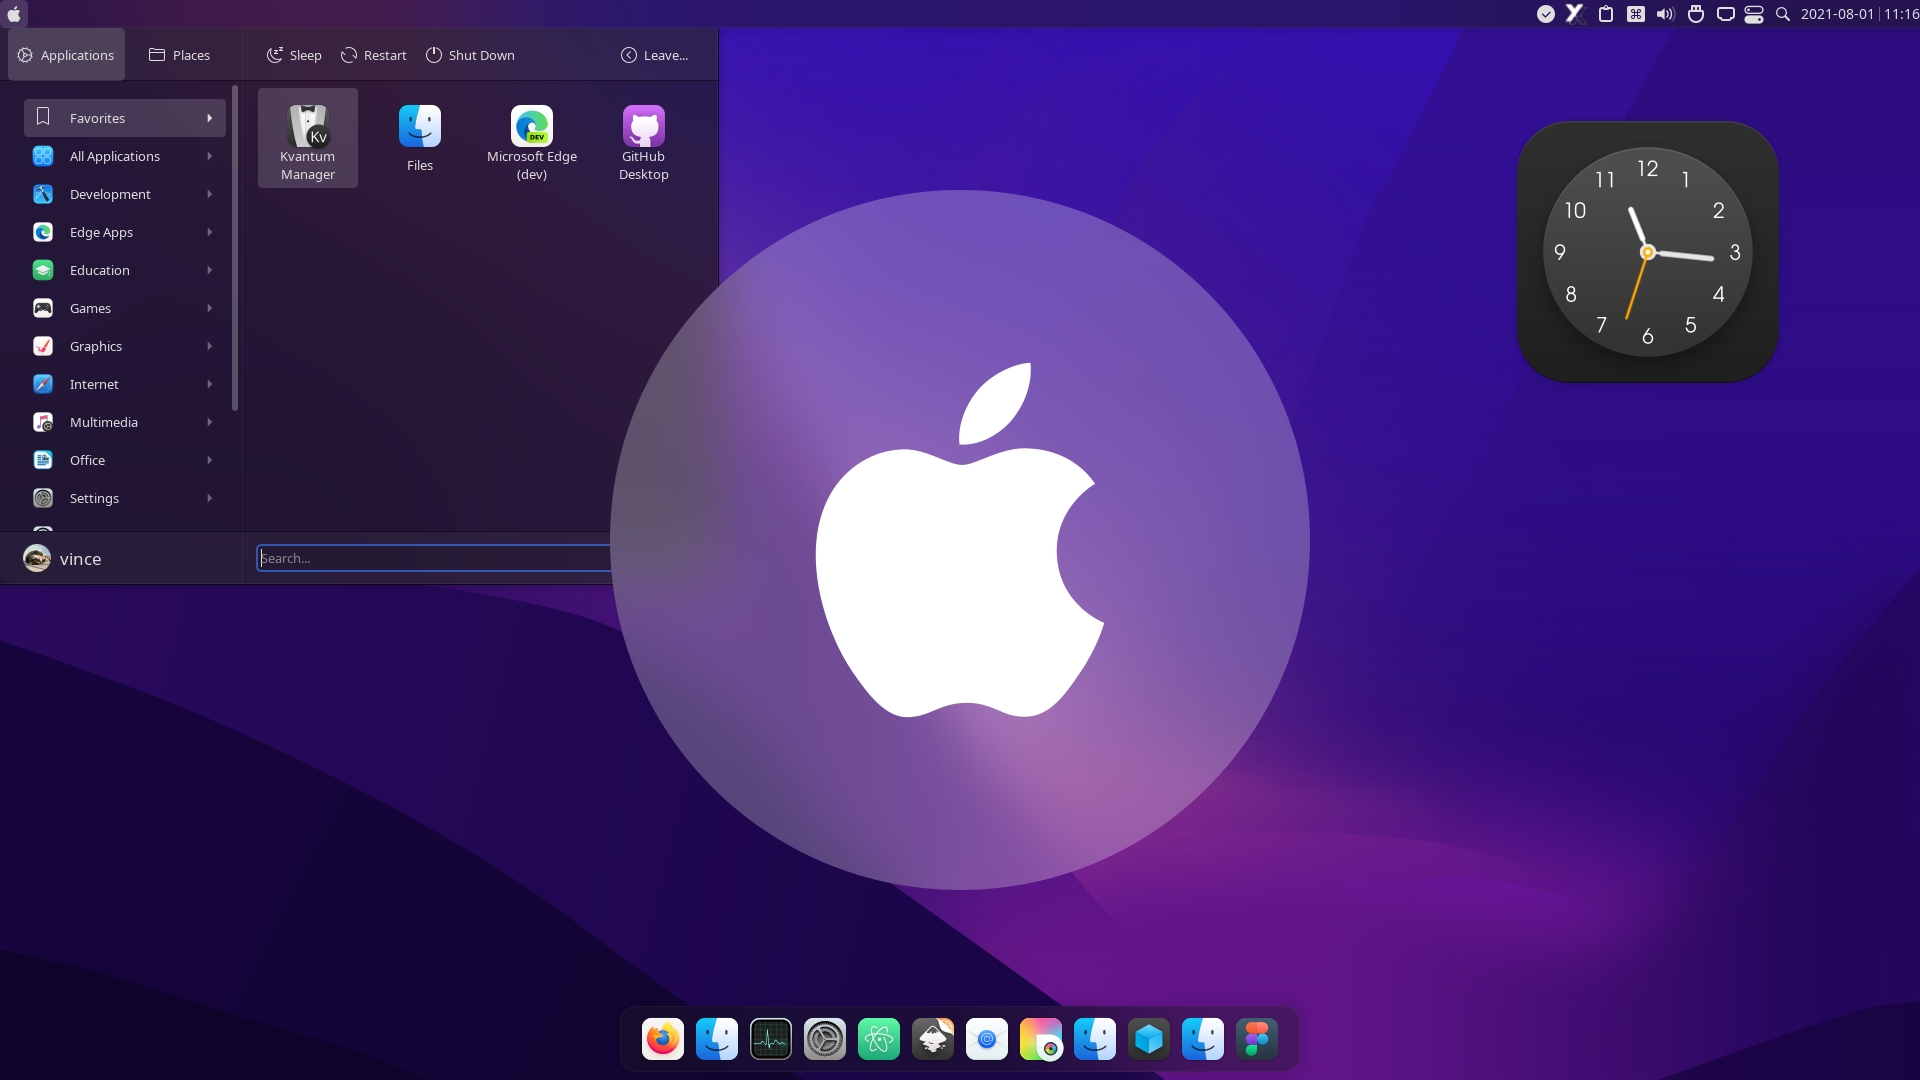 2021-08-01 11:16
Applications
Places
Sleep
Restart
Shut Down
Leave...
Favorites
All Applications
Development
Edge Apps
Education
Games
Graphics
Internet
Multimedia
Office
Settings
Kv
Kvantum
Manager
Files
DEV
Microsoft Edge
(dev)
GitHub
Desktop
vince
Search...
12
1
2
3
4
5
6
7
8
9
10
11